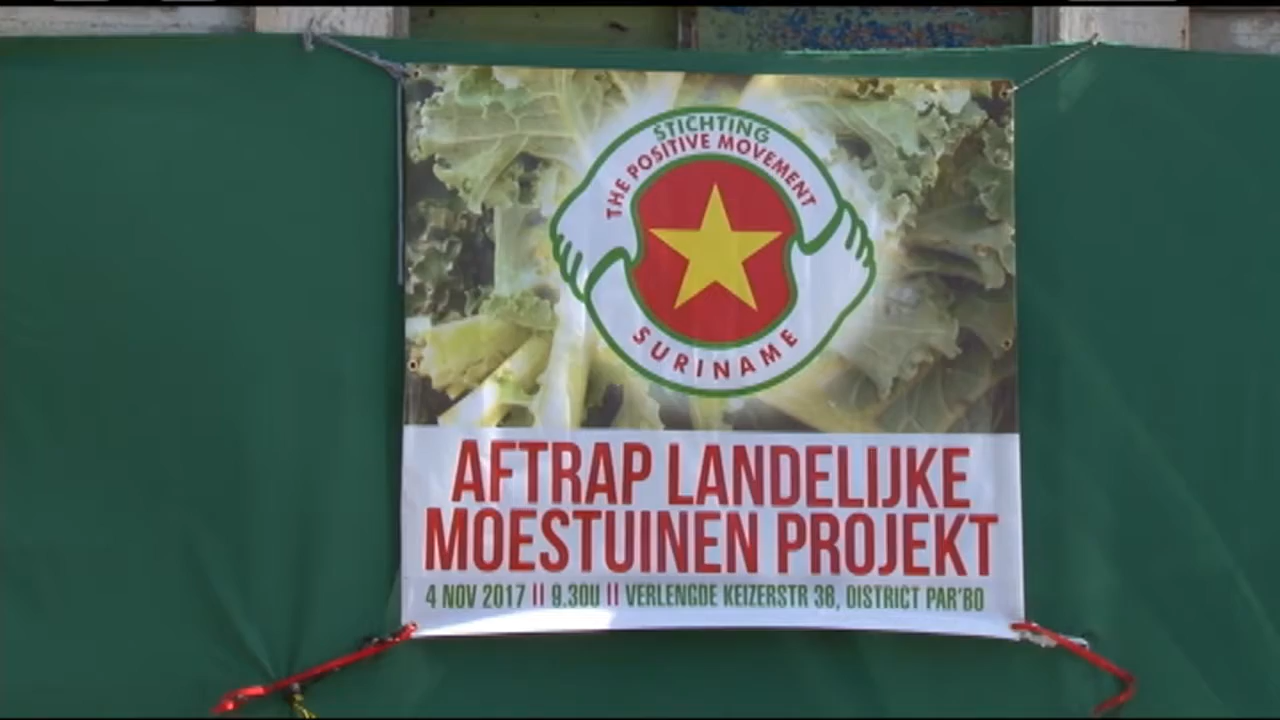 STICHTING
THE POSITIVE MOVEMENT
SURINAME
AFTRAP LANDELIJKE
MOESTUINEN PROJEKT
4 NOV 2017 || 9.30U || VERLENGDE KEIZERSTR 38, DISTRICT PAR'BO